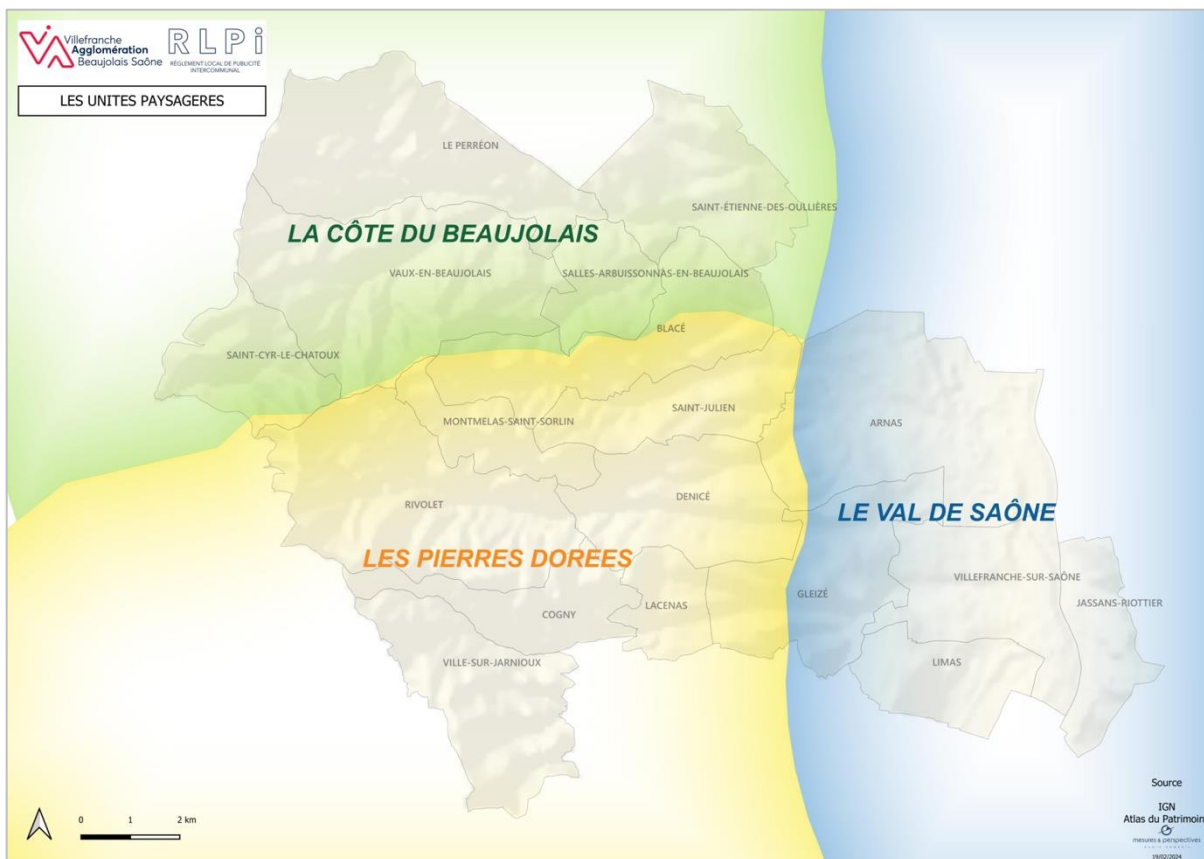 Villefranche
Agglomération
Beaujolais Saône
RLPi
RÈGLEMENT LOCAL DE PUBLICITÉ
INTERCOMMUNAL
LES UNITES PAYSAGERES
LE PERRÉON
SAINT-ÉTIENNE-DES-OULLIÈRES
LA CÔTE DU BEAUJOLAIS
VAUX-EN-BEAUJOLAIS
SALLES-ARBUISSONNAS-EN-BEAUJOLAIS
BLACÉ
SAINT-CYR-LE-CHATOUX
MONTMELAS-SAINT-SORLIN
SAINT-JULIEN
ARNAS
RIVOLET
DENICÉ
LE VAL DE SAÔNE
LES PIERRES DOREES
VILLEFRANCHE-SUR-SAÔNE
JASSANS-RIOTTIER
GLEIZÉ
LACENAS
COGNY
VILLE-SUR-JARNIOUX
LIMAS
0 1 2 km
Source
IGN
Atlas du Patrimoin
mesures & perspectives
19/02/2024